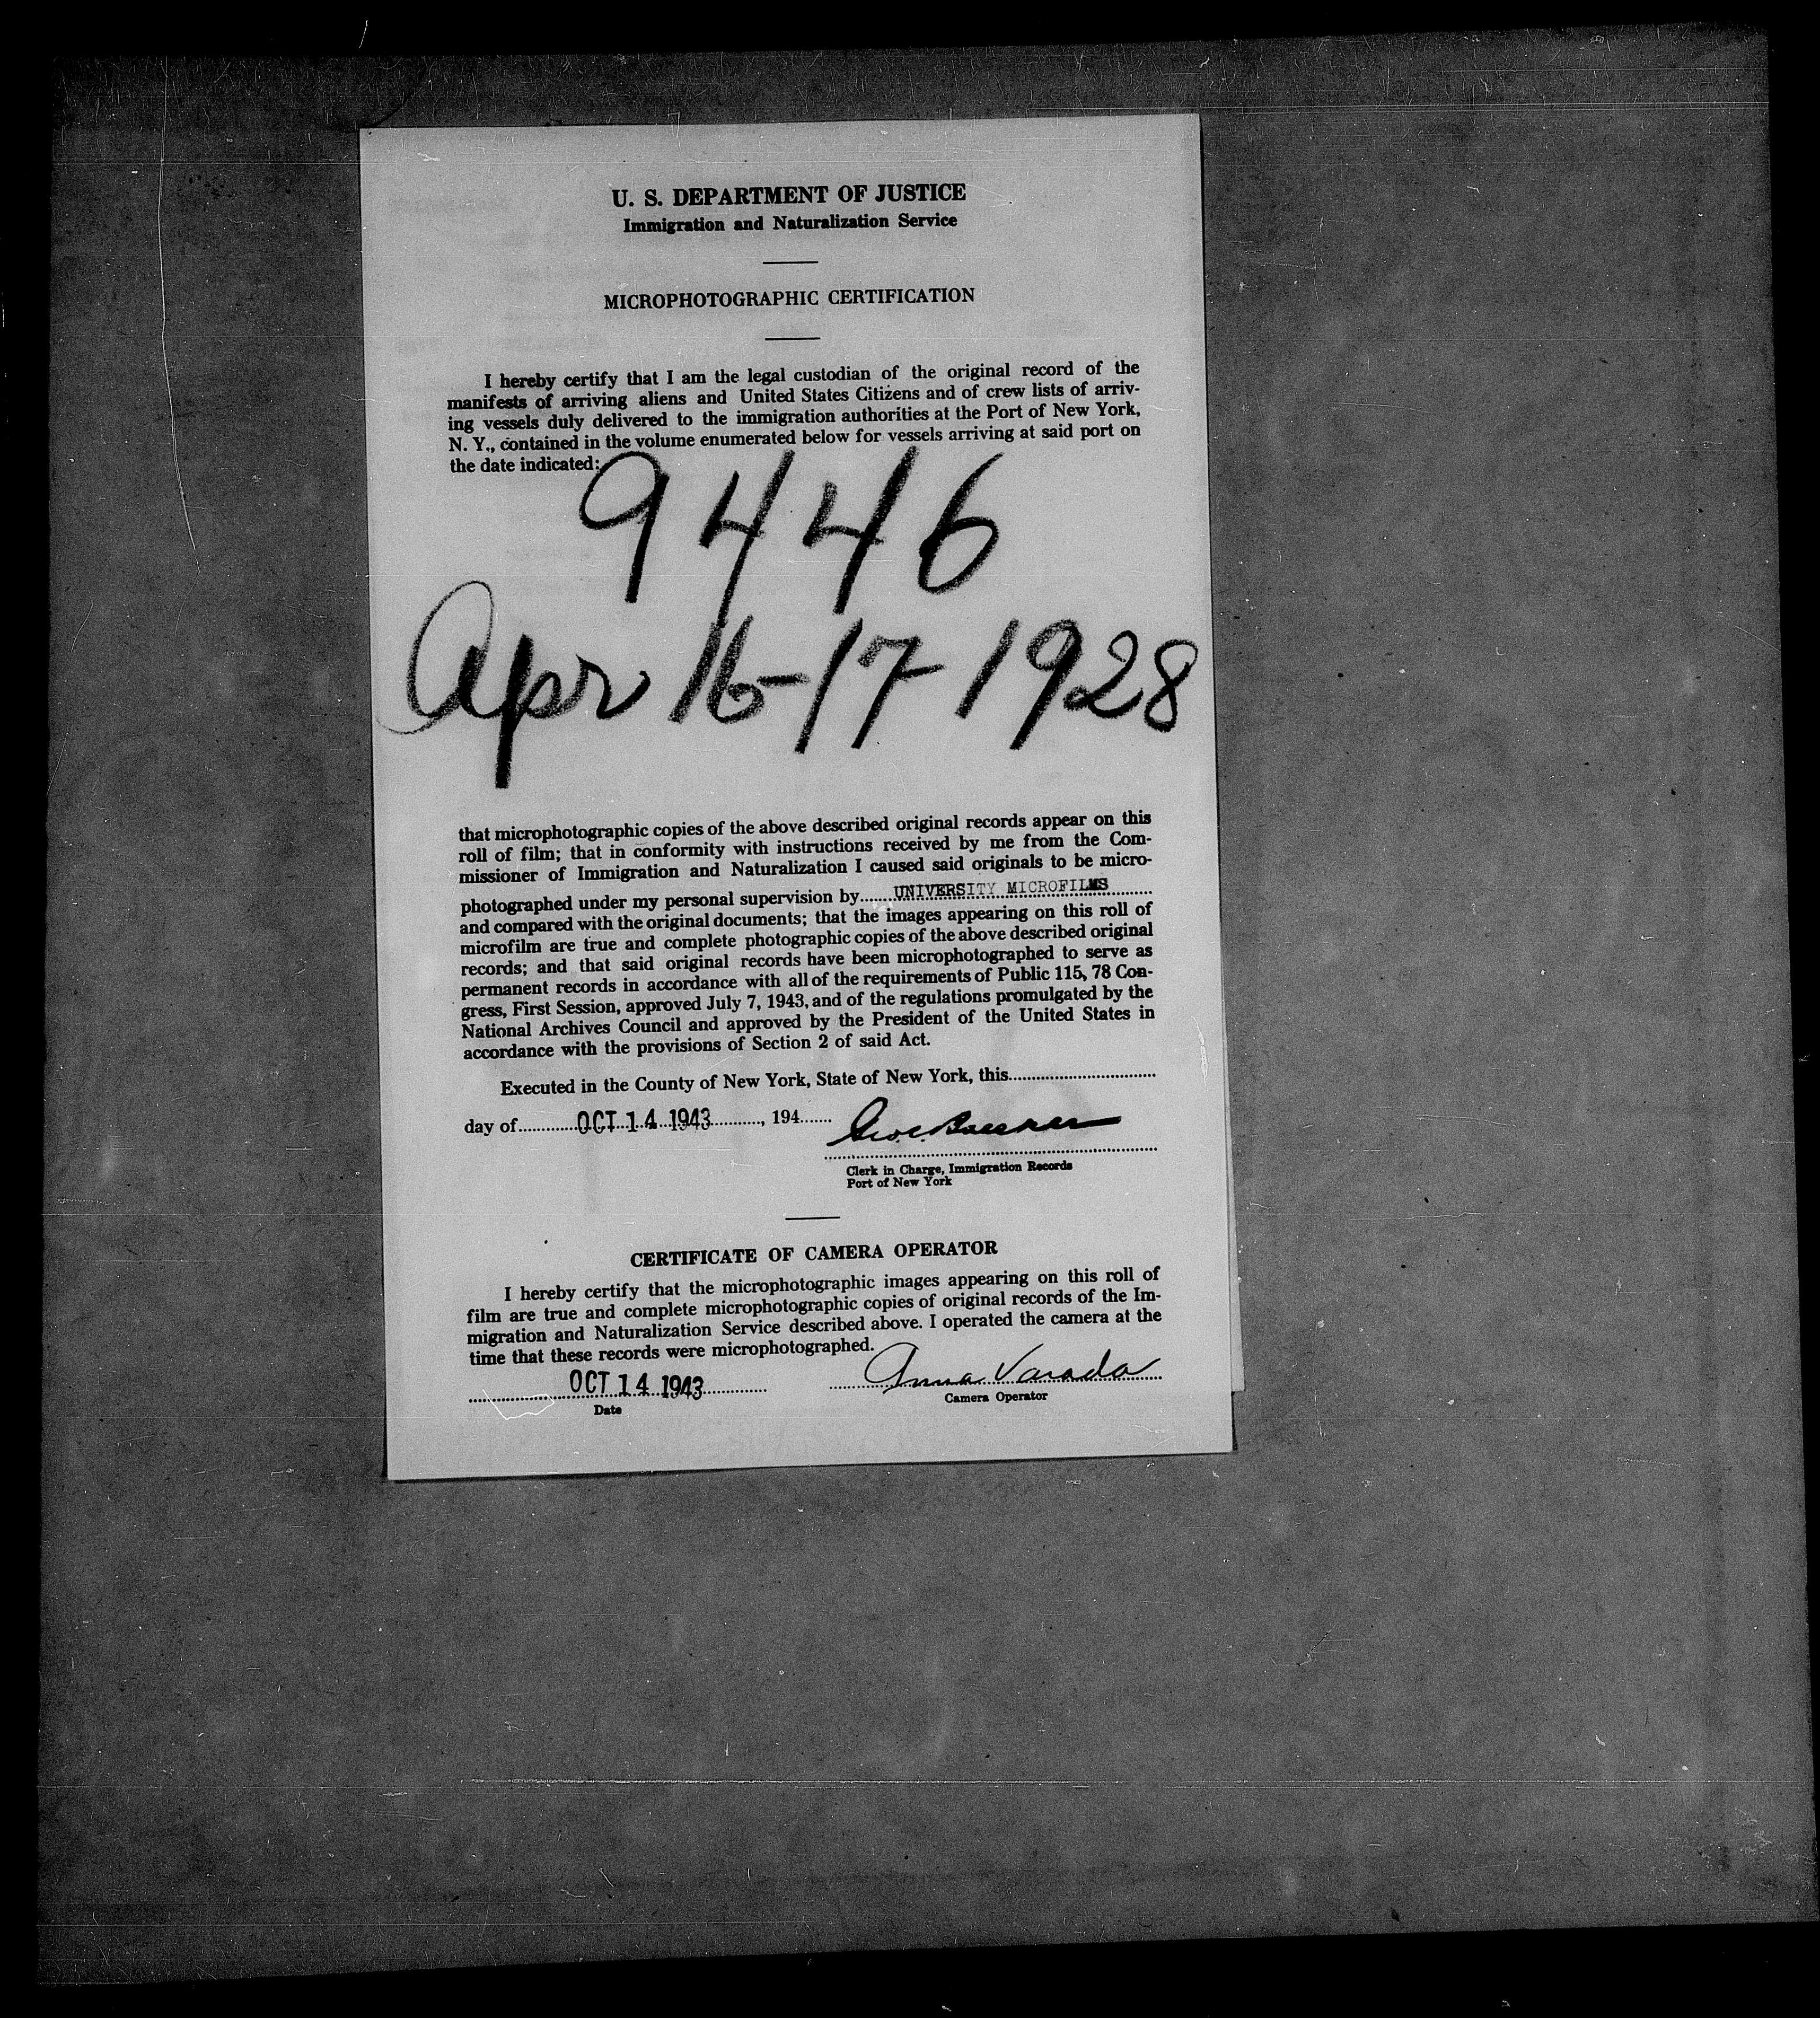 U. S. DEPARTMENT OF JUSTICE
Immigration and Naturalization Service
MICROPHOTOGRAPHIC CERTIFICATION
I hereby certify that I am the legal custodian of the original record of the
manifests of arriving aliens and United States Citizens and of crew lists of arriv-
ing vessels duly delivered to the immigration authorities at the Port of New York,
N. Y., contained in the volume enumerated below for vessels arriving at said port on
the date indicated:
9446
Apr 16-17 1928
that microphotographic copies of the above described original records appear on this
roll of film; that in conformity with instructions received by me from the Com-
missioner of Immigration and Naturalization I caused said originals to be micro-
photographed under my personal supervision by UNIVERSITY MICROFILMS
and compared with the original documents; that the images appearing on this roll of
microfilm are true and complete photographic copies of the above described original
records; and that said original records have been microphotographed to serve as
permanent records in accordance with all of the requirements of Public 115, 78 Con-
gress, First Session, approved July 7, 1943, and of the regulations promulgated by the
National Archives Council and approved by the President of the United States in
accordance with the provisions of Section 2 of said Act.
Executed in the County of New York, State of New York, this
day of OCT 14 1943, 194
Clerk in Charge, Immigration Records
Port of New York
CERTIFICATE OF CAMERA OPERATOR
I hereby certify that the microphotographic images appearing on this roll of
film are true and complete microphotographic copies of original records of the Im-
migration and Naturalization Service described above. I operated the camera at the
time that these records were microphotographed.
OCT 14 1943 Anna Varada
Date Camera Operator